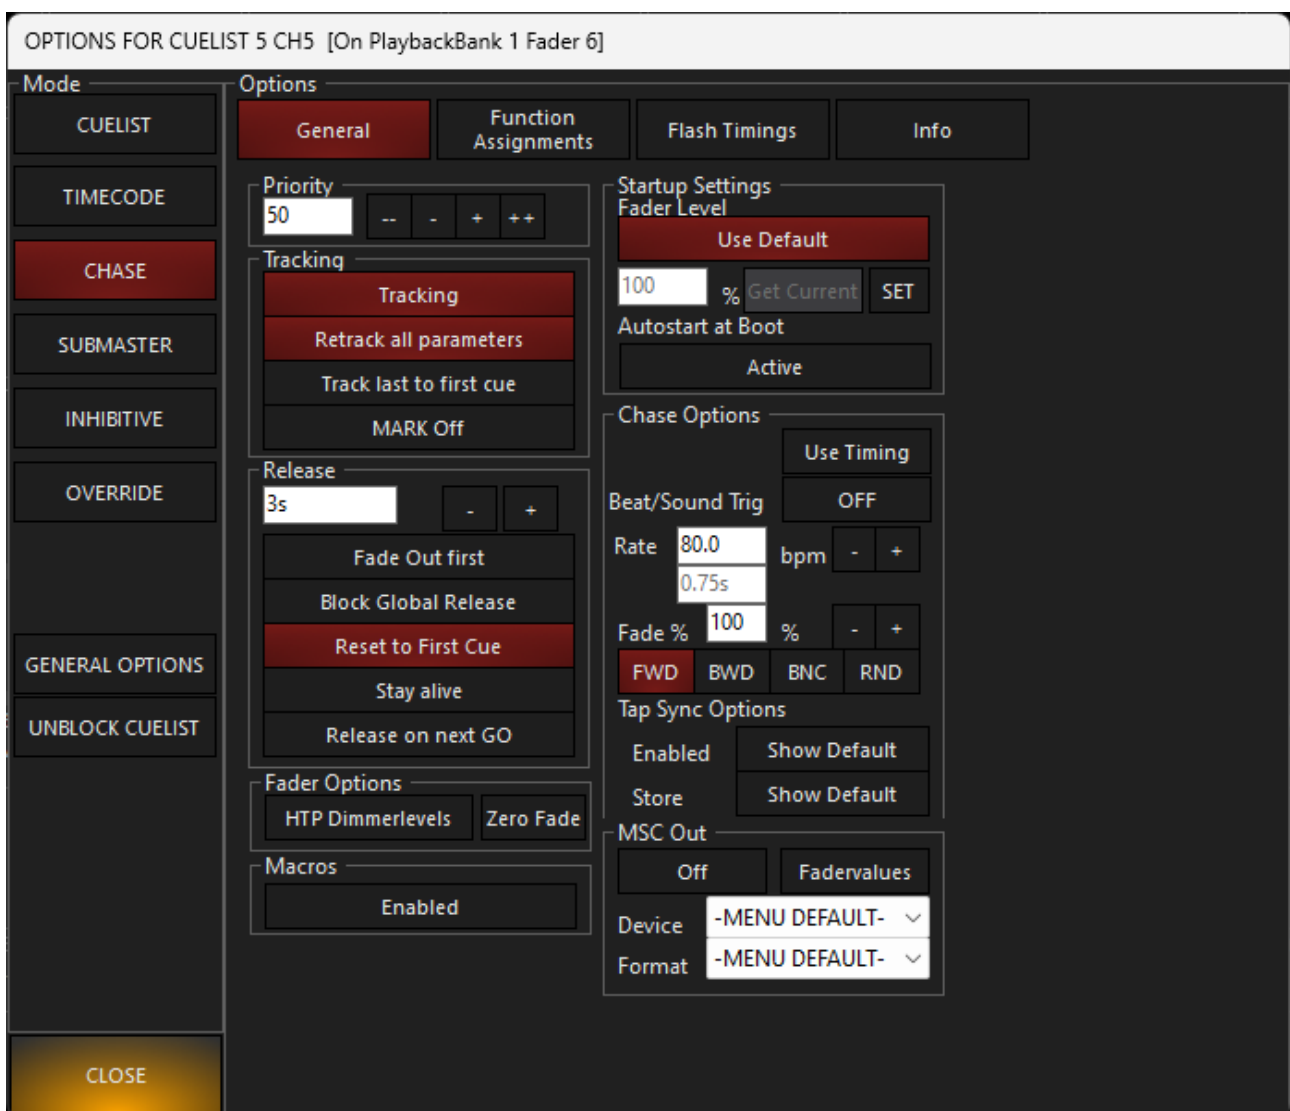 OPTIONS FOR CUELIST 5 CH5 [On PlaybackBank 1 Fader 6]
Mode
CUELIST
TIMECODE
CHASE
SUBMASTER
INHIBITIVE
OVERRIDE
GENERAL OPTIONS
UNBLOCK CUELIST
CLOSE
Options
General
Function
Assignments
Flash Timings
Info
Priority
50 -- - + ++
Tracking
Tracking
Retrack all parameters
Track last to first cue
MARK Off
Release
3s - +
Fade Out first
Block Global Release
Reset to First Cue
Stay alive
Release on next GO
Fader Options
HTP Dimmerlevels Zero Fade
Macros
Enabled
Startup Settings
Fader Level
Use Default
100 % Get Current SET
Autostart at Boot
Active
Chase Options
Use Timing
Beat/Sound Trig OFF
Rate 80.0 bpm - +
0.75s
Fade % 100 % - +
FWD BWD BNC RND
Tap Sync Options
Enabled Show Default
Store Show Default
MSC Out
Off Fadervalues
Device -MENU DEFAULT-
Format -MENU DEFAULT-